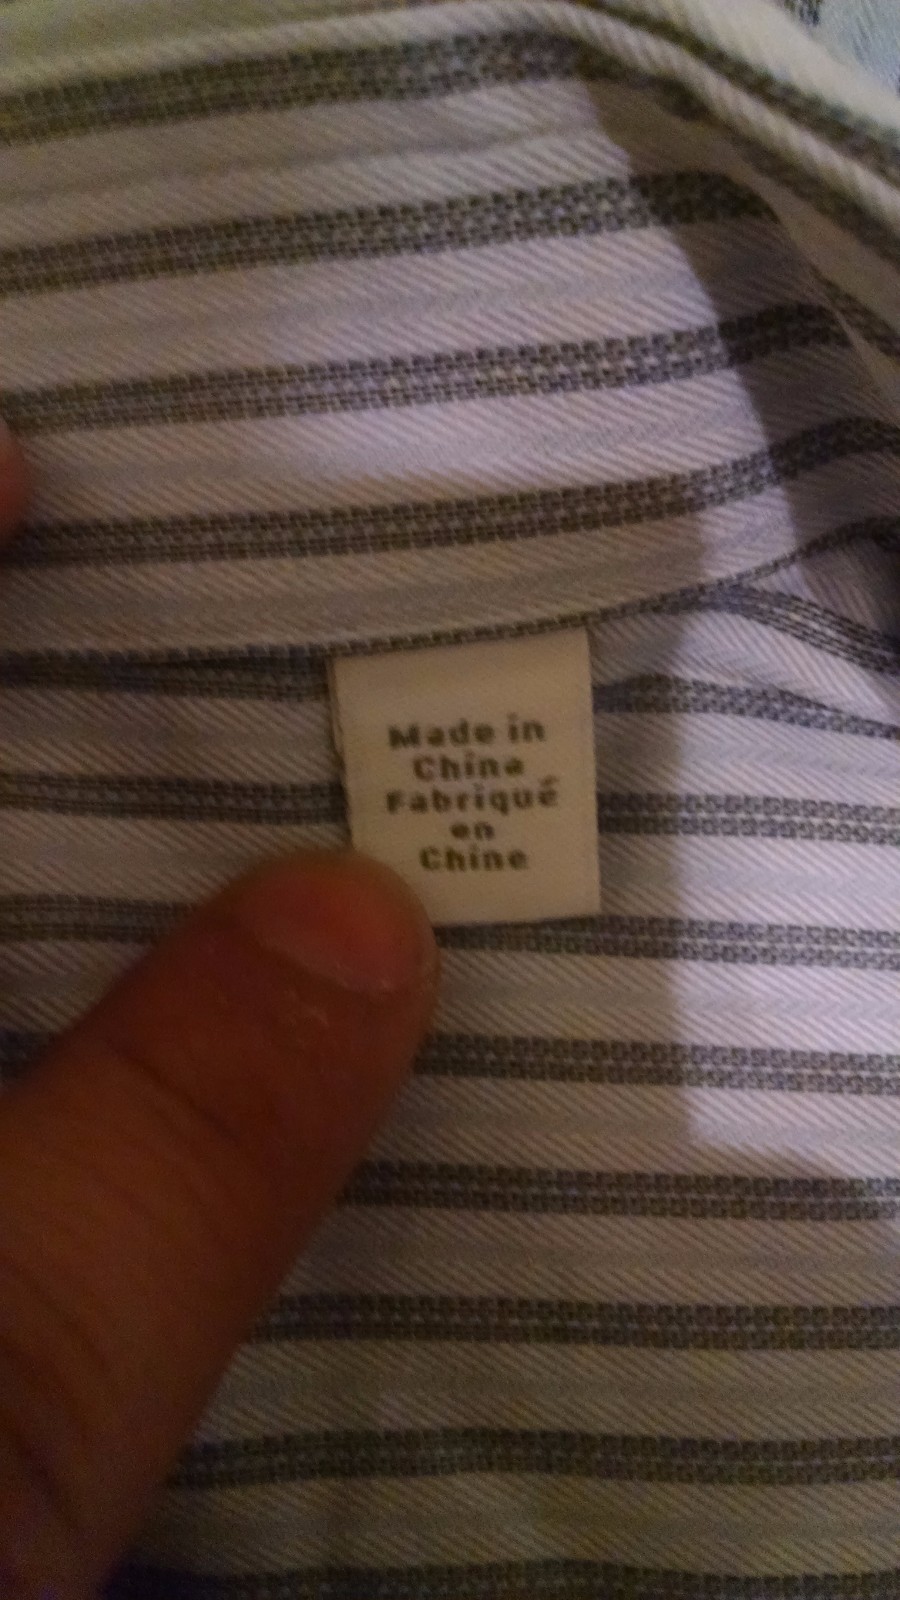 Made in
China
Fabriqué
en
Chine